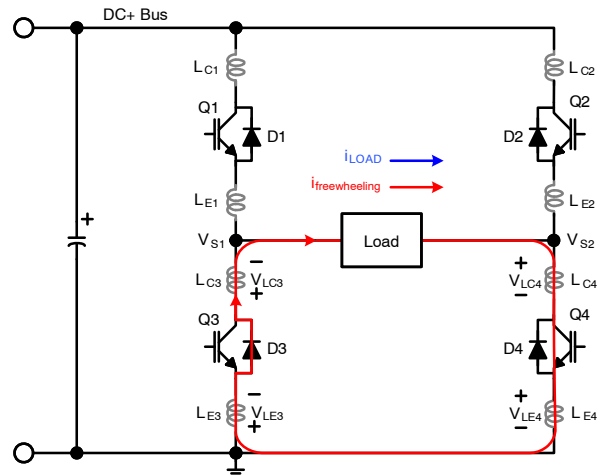 DC+ Bus
LC1
LC2
Q1
Q2
D1
D2
iLOAD
ifreewheeling
LE1
LE2
VS1
Load
VS2
−
+
LC3
VLC3
VLC4
LC4
+
−
Q3
Q4
D3
D4
−
+
LE3
VLE3
VLE4
LE4
+
−
+